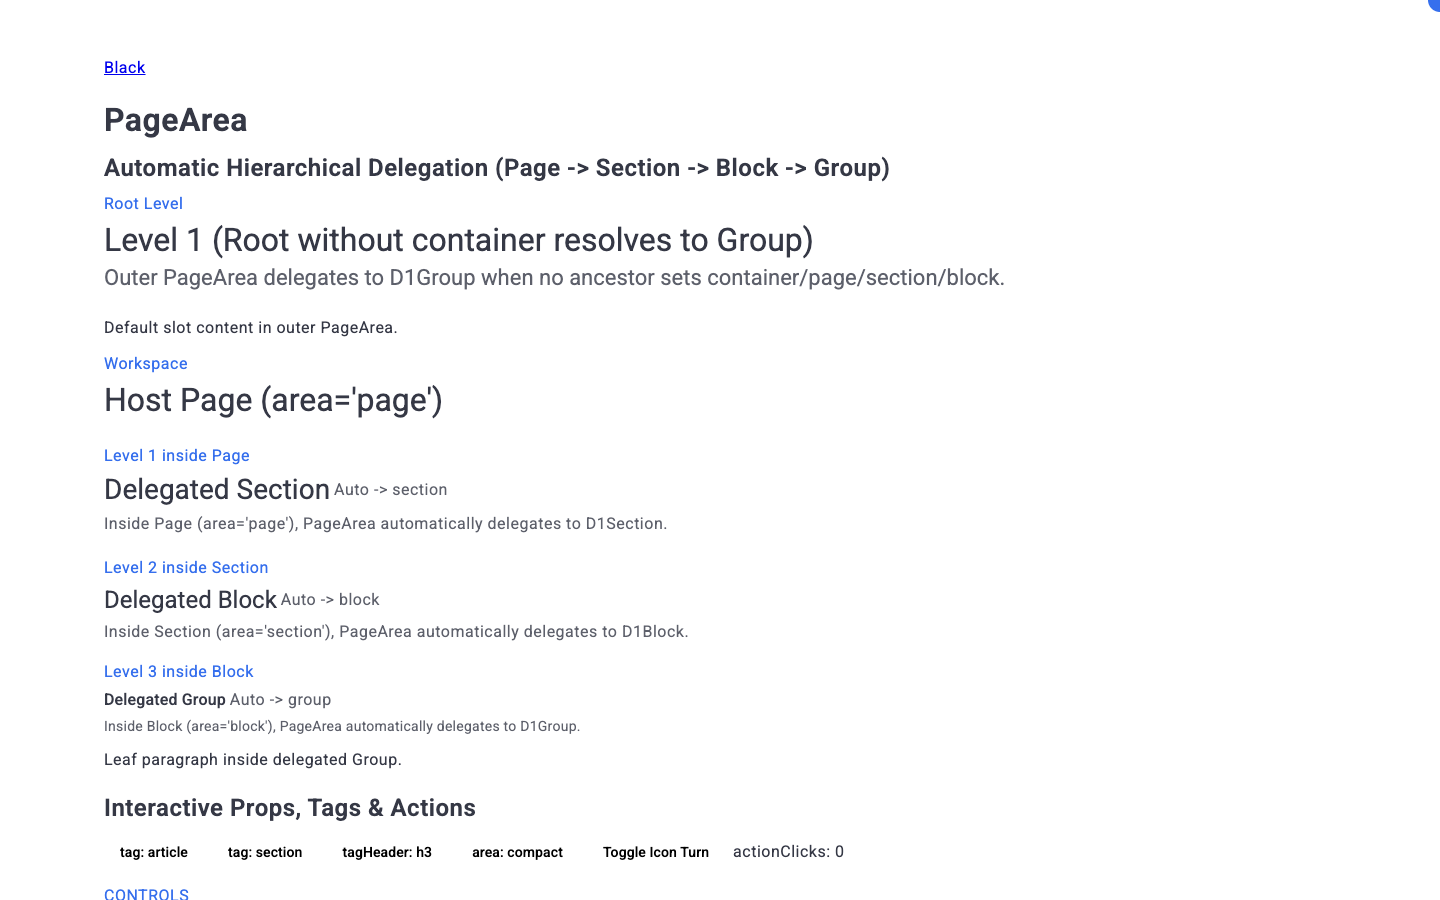 Black
PageArea
Automatic Hierarchical Delegation (Page -> Section -> Block -> Group)
Root Level
Level 1 (Root without container resolves to Group)
Outer PageArea delegates to D1Group when no ancestor sets container/page/section/block.
Default slot content in outer PageArea.
Workspace
Host Page (area='page')
Level 1 inside Page
Delegated Section Auto -> section
Inside Page (area='page'), PageArea automatically delegates to D1Section.
Level 2 inside Section
Delegated Block Auto -> block
Inside Section (area='section'), PageArea automatically delegates to D1Block.
Level 3 inside Block
Delegated Group Auto -> group
Inside Block (area='block'), PageArea automatically delegates to D1Group.
Leaf paragraph inside delegated Group.
Interactive Props, Tags & Actions
tag: article tag: section tagHeader: h3 area: compact Toggle Icon Turn actionClicks: 0
CONTROLS